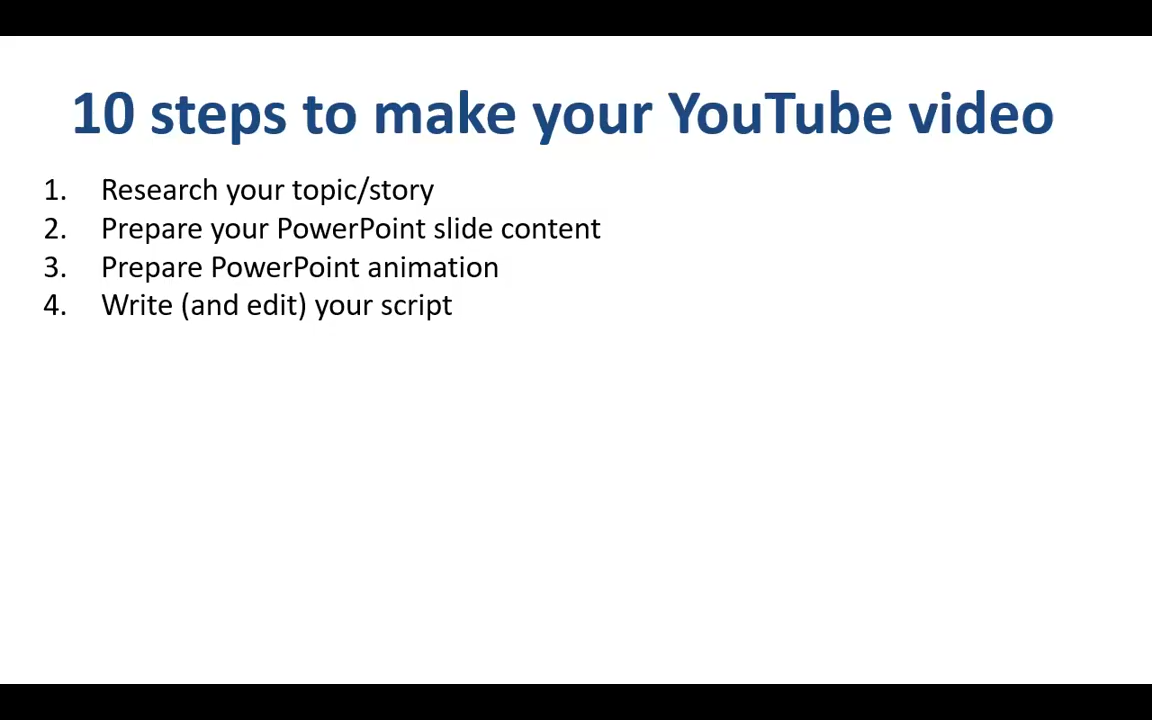 10 steps to make your YouTube video
1. Research your topic/story
2. Prepare your PowerPoint slide content
3. Prepare PowerPoint animation
4. Write (and edit) your script